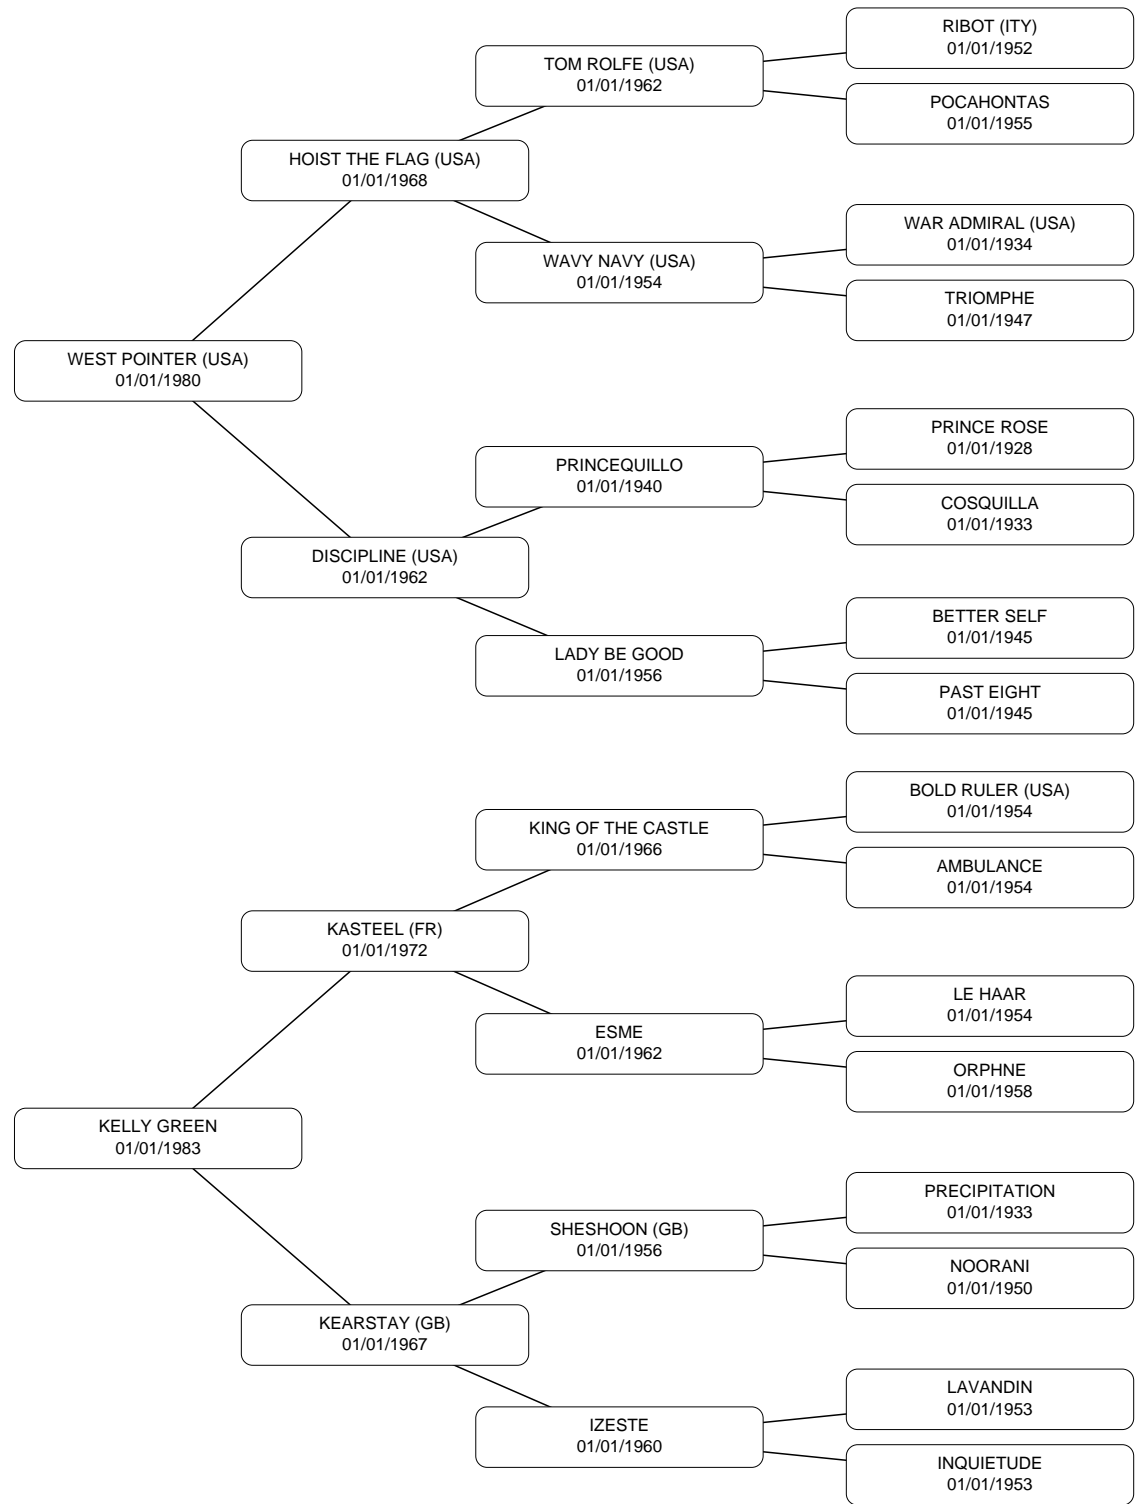 RIBOT (ITY)
01/01/1952
TOM ROLFE (USA)
01/01/1962
POCAHONTAS
01/01/1955
HOIST THE FLAG (USA)
01/01/1968
WAR ADMIRAL (USA)
01/01/1934
WAVY NAVY (USA)
01/01/1954
TRIOMPHE
01/01/1947
WEST POINTER (USA)
01/01/1980
PRINCE ROSE
01/01/1928
PRINCEQUILLO
01/01/1940
COSQUILLA
01/01/1933
DISCIPLINE (USA)
01/01/1962
BETTER SELF
01/01/1945
LADY BE GOOD
01/01/1956
PAST EIGHT
01/01/1945
BOLD RULER (USA)
01/01/1954
KING OF THE CASTLE
01/01/1966
AMBULANCE
01/01/1954
KASTEEL (FR)
01/01/1972
LE HAAR
01/01/1954
ESME
01/01/1962
ORPHNE
01/01/1958
KELLY GREEN
01/01/1983
PRECIPITATION
01/01/1933
SHESHOON (GB)
01/01/1956
NOORANI
01/01/1950
KEARSTAY (GB)
01/01/1967
LAVANDIN
01/01/1953
IZESTE
01/01/1960
INQUIETUDE
01/01/1953